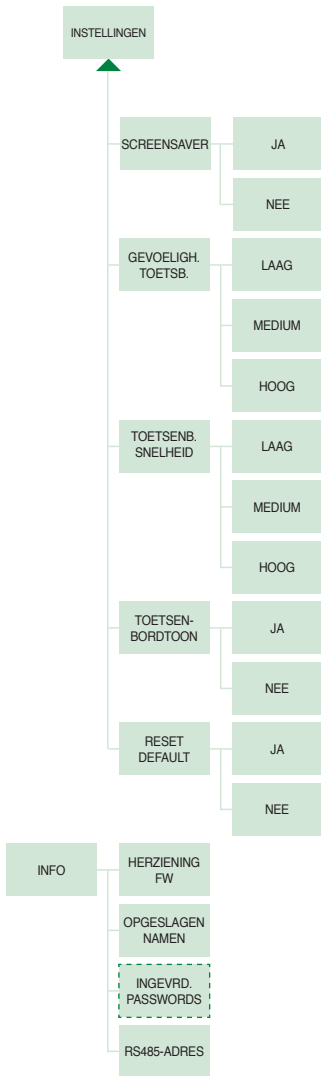 INSTELLINGEN
SCREENSAVER
JA
NEE
GEVOELIGH.
TOETSB.
LAAG
MEDIUM
HOOG
TOETSENB.
SNELHEID
LAAG
MEDIUM
HOOG
TOETSEN-
BORDTOON
JA
NEE
RESET
DEFAULT
JA
NEE
INFO
HERZIENING
FW
OPGESLAGEN
NAMEN
INGEVRD.
PASSWORDS
RS485-ADRES